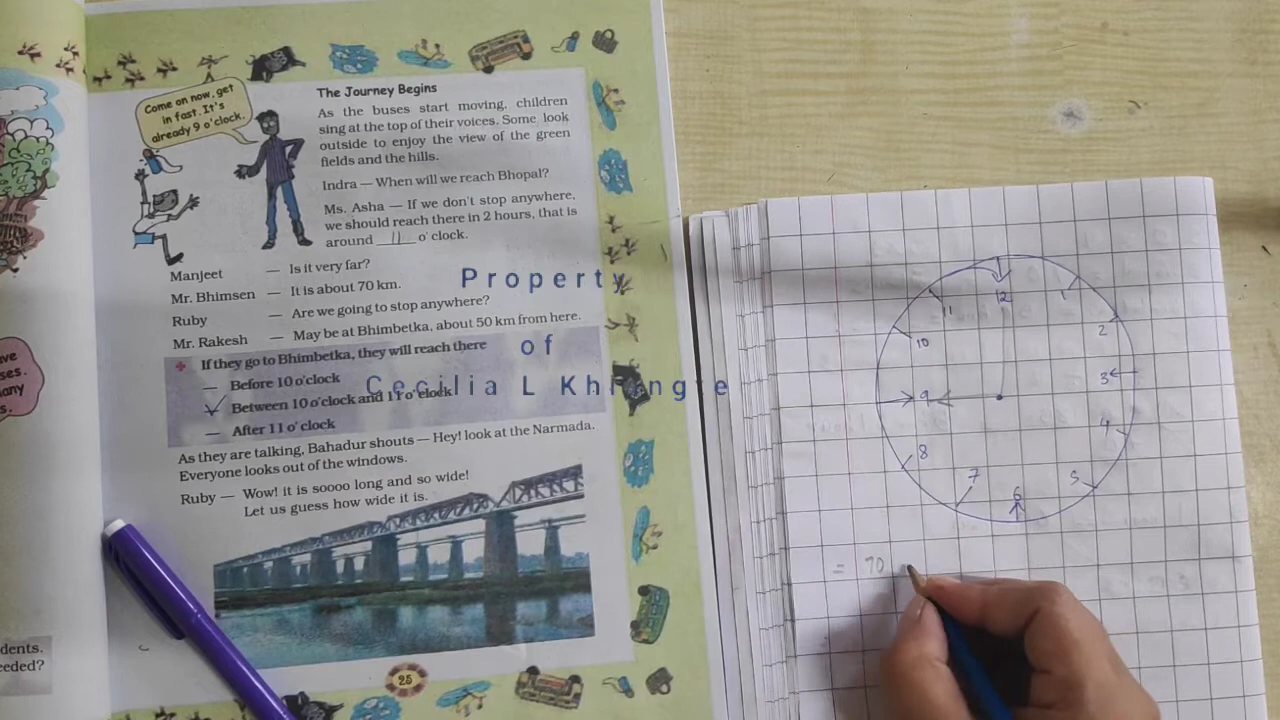 Come on now, get
in fast. It's
already 9 o'clock.
The Journey Begins
As the buses start moving, children
sing at the top of their voices. Some look
outside to enjoy the view of the green
fields and the hills.
Indra — When will we reach Bhopal?
Ms. Asha — If we don't stop anywhere,
we should reach there in 2 hours, that is
around 11 o' clock.
Manjeet — Is it very far?
Mr. Bhimsen — It is about 70 km.
Ruby — Are we going to stop anywhere?
Mr. Rakesh — May be at Bhimbetka, about 50 km from here.
If they go to Bhimbetka, they will reach there
— Before 10 o'clock
✓ Between 10 o'clock and 11 o'clock
— After 11 o' clock
As they are talking, Bahadur shouts — Hey! look at the Narmada.
Everyone looks out of the windows.
Ruby — Wow! it is soooo long and so wide!
Let us guess how wide it is.
25
dents.
eeded?
ve
ses.
any
s.
Property
of
Cecilia L Khiangte
12
11
1
10
2
9
3
8
4
7
5
6
= 70